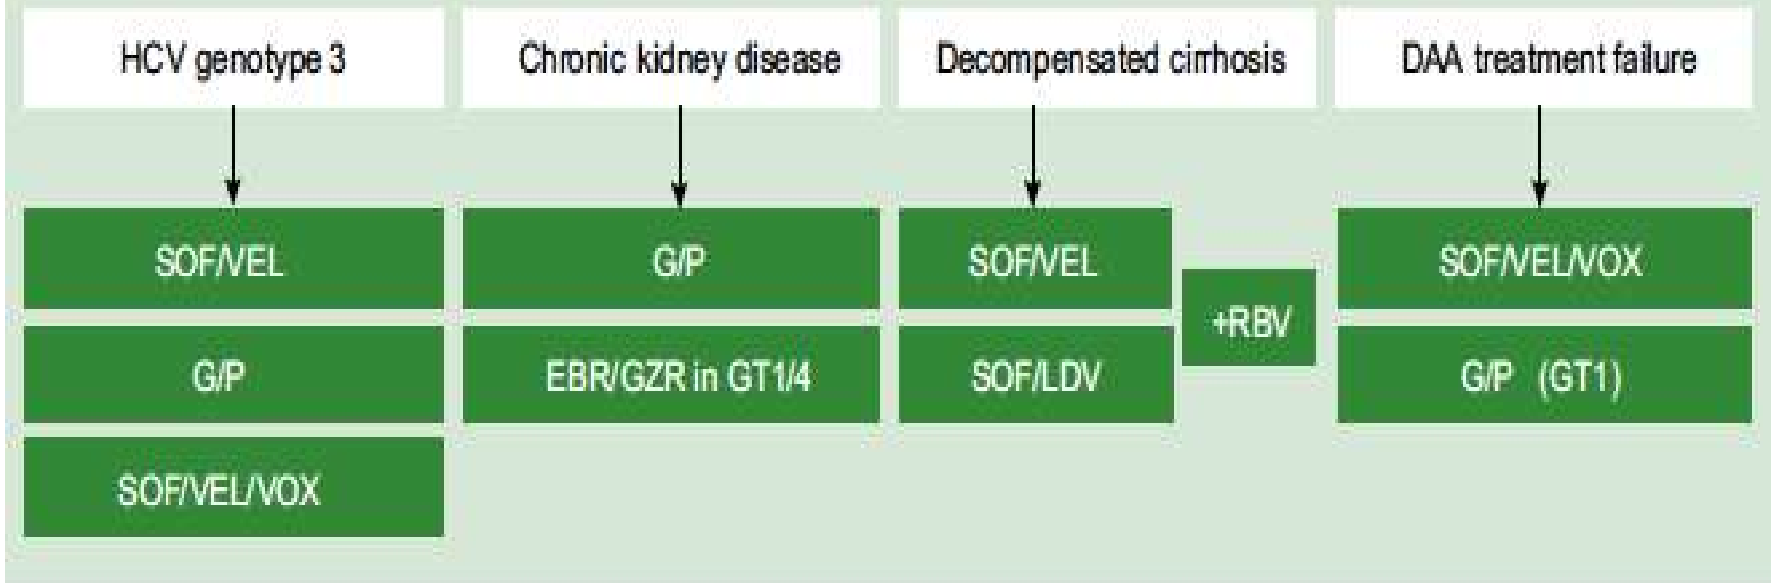 HCV genotype 3
Chronic kidney disease
Decompensated cirrhosis
DAA treatment failure
SOF/VEL
G/P
SOF/VEL
SOF/VEL/VOX
+RBV
G/P
EBR/GZR in GT1/4
SOF/LDV
G/P (GT1)
SOF/VEL/VOX